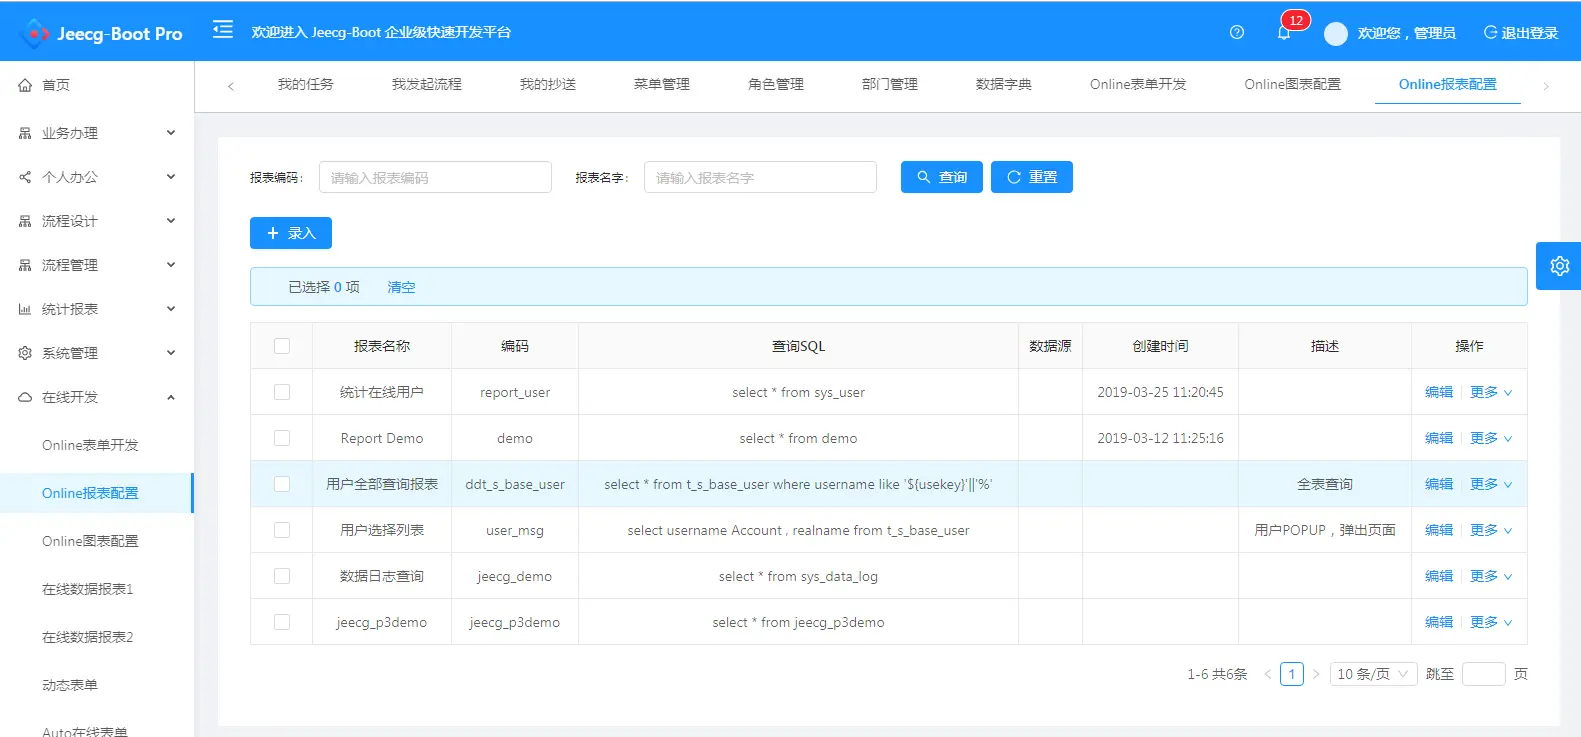 Jeecg-Boot Pro 欢迎进入 Jeecg-Boot 企业级快速开发平台 12 欢迎您，管理员 退出登录
首页
业务办理
个人办公
流程设计
流程管理
统计报表
系统管理
在线开发
Online表单开发
Online报表配置
Online图表配置
在线数据报表1
在线数据报表2
动态表单
Auto在线表单
我的任务 我发起流程 我的抄送 菜单管理 角色管理 部门管理 数据字典 Online表单开发 Online图表配置 Online报表配置
报表编码： 请输入报表编码 报表名字： 请输入报表名字 查询 重置
录入
已选择 0 项 清空
报表名称 编码 查询SQL 数据源 创建时间 描述 操作
统计在线用户 report_user select * from sys_user 2019-03-25 11:20:45 编辑 更多
Report Demo demo select * from demo 2019-03-12 11:25:16 编辑 更多
用户全部查询报表 ddt_s_base_user select * from t_s_base_user where username like '${usekey}'||'%' 全表查询 编辑 更多
用户选择列表 user_msg select username Account , realname from t_s_base_user 用户POPUP，弹出页面 编辑 更多
数据日志查询 jeecg_demo select * from sys_data_log 编辑 更多
jeecg_p3demo jeecg_p3demo select * from jeecg_p3demo 编辑 更多
1-6 共6条 1 10 条/页 跳至 页